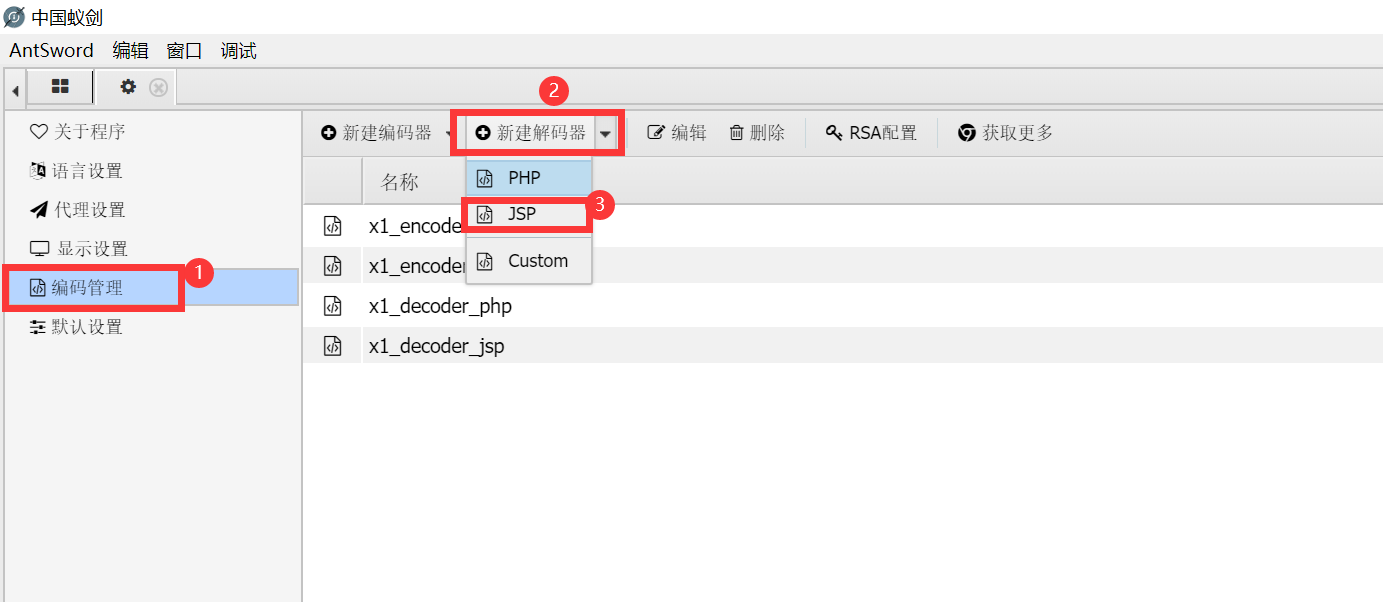 中国蚁剑
AntSword 编辑 窗口 调试
2
关于程序
新建编码器 新建解码器 编辑 删除 RSA配置 获取更多
语言设置
名称
PHP
代理设置
JSP
3
x1_encode
显示设置
x1_encoder
Custom
1
编码管理
x1_decoder_php
默认设置
x1_decoder_jsp